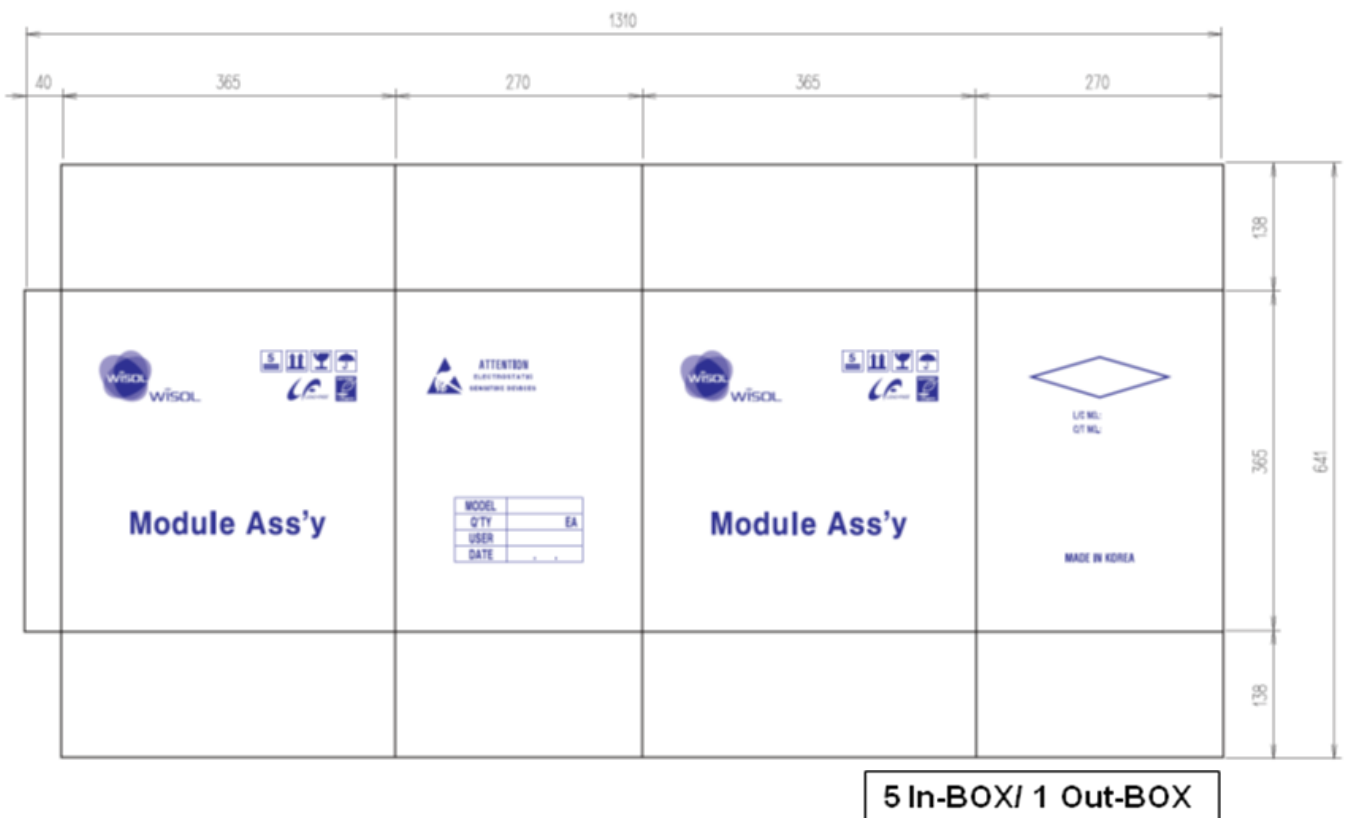 1310
40 365 270 365 270
138
365
641
138
WiSOL
WiSOL
5
ATTENTION
ELECTROSTATIC
SENSITIVE DEVICES
MODEL
Q'TY EA
USER
DATE . .
Module Ass'y
WiSOL
WiSOL
5
Module Ass'y
L/C NO.:
C/T NO.:
MADE IN KOREA
5 In-BOX/ 1 Out-BOX